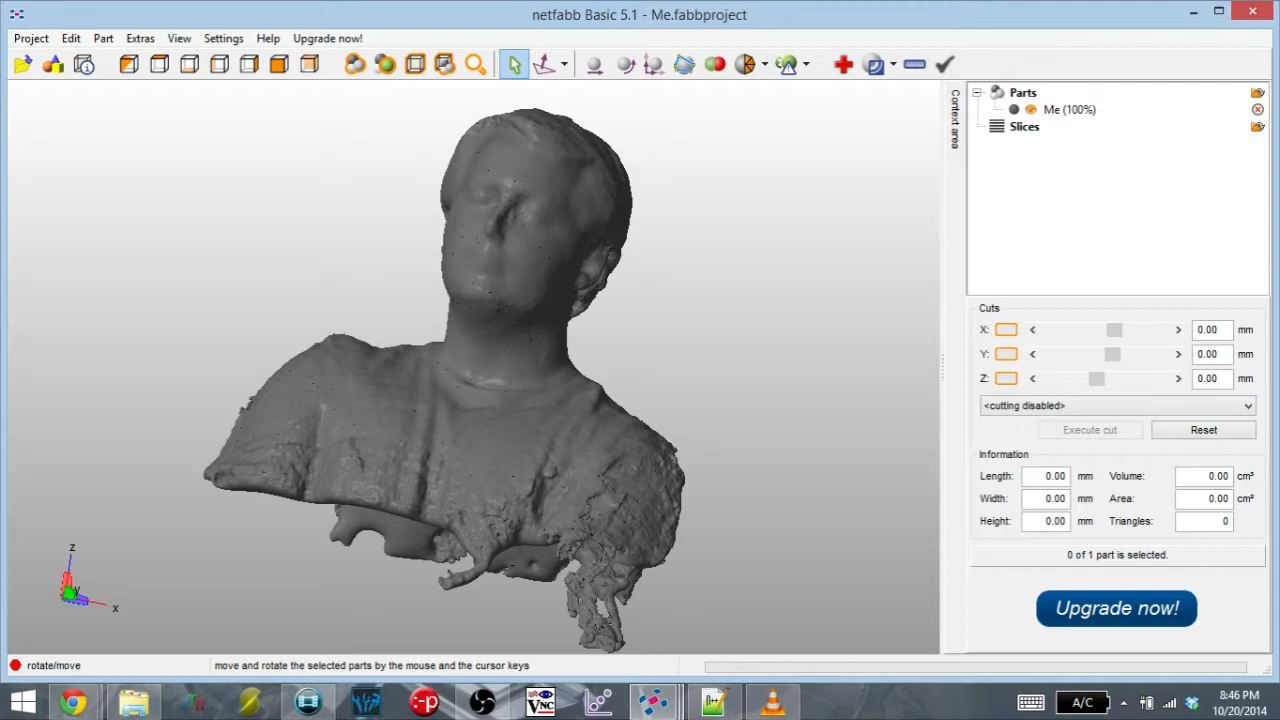 netfabb Basic 5.1 - Me.fabbproject
Project Edit Part Extras View Settings Help Upgrade now!
Context area
Parts
Me (100%)
Slices
Cuts
X: < > 0.00 mm
Y: < > 0.00 mm
Z: < > 0.00 mm
<cutting disabled>
Execute cut Reset
Information
Length: 0.00 mm Volume: 0.00 cm³
Width: 0.00 mm Area: 0.00 cm²
Height: 0.00 mm Triangles: 0
0 of 1 part is selected.
Upgrade now!
z
y
x
rotate/move move and rotate the selected parts by the mouse and the cursor keys
VNC
A/C
8:46 PM
10/20/2014